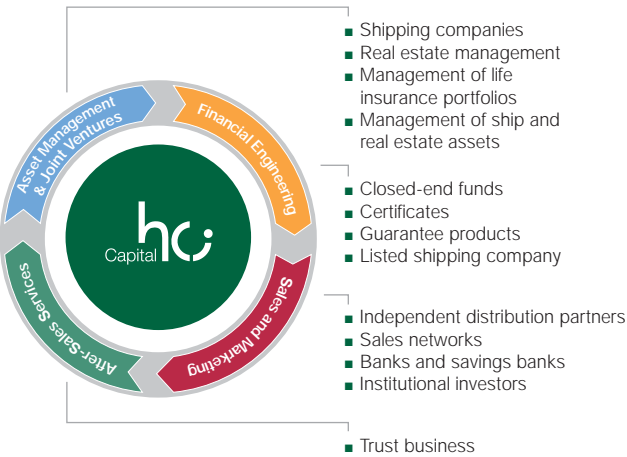 Asset Management
& Joint Ventures
Financial Engineering
Sales and Marketing
After-Sales Services
Capital hci
Shipping companies
Real estate management
Management of life
insurance portfolios
Management of ship and
real estate assets
Closed-end funds
Certificates
Guarantee products
Listed shipping company
Independent distribution partners
Sales networks
Banks and savings banks
Institutional investors
Trust business